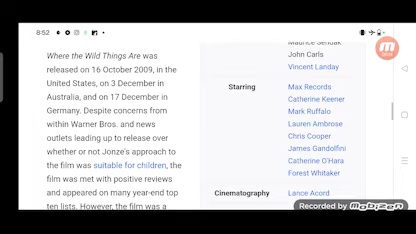 8:52
Where the Wild Things Are was
released on 16 October 2009, in the
United States, on 3 December in
Australia, and on 17 December in
Germany. Despite concerns from
within Warner Bros. and news
outlets leading up to release over
whether or not Jonze's approach to
the film was suitable for children, the
film was met with positive reviews
and appeared on many year-end top
ten lists. However, the film was a
Maurice Sendak
John Carls
Vincent Landay
Starring
Max Records
Catherine Keener
Mark Ruffalo
Lauren Ambrose
Chris Cooper
James Gandolfini
Catherine O'Hara
Forest Whitaker
Cinematography
Lance Acord
Recorded by Mobizen